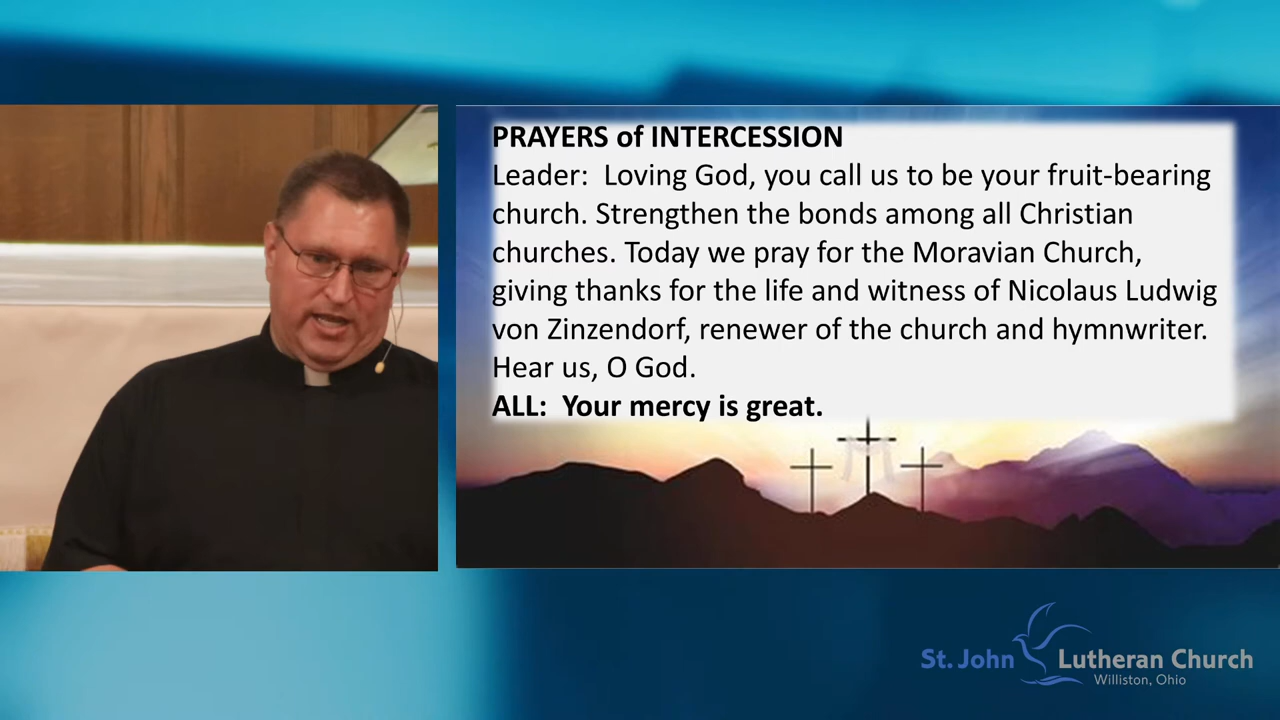 PRAYERS of INTERCESSION
Leader:  Loving God, you call us to be your fruit-bearing
church. Strengthen the bonds among all Christian
churches. Today we pray for the Moravian Church,
giving thanks for the life and witness of Nicolaus Ludwig
von Zinzendorf, renewer of the church and hymnwriter.
Hear us, O God.
ALL:  Your mercy is great.
St. John Lutheran Church
Williston, Ohio